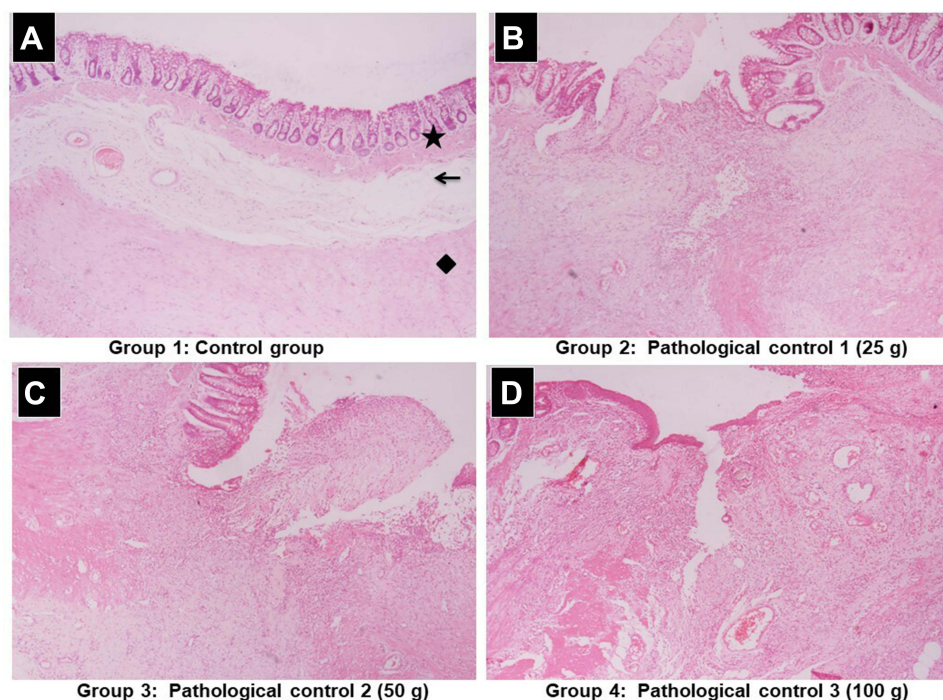 A
B
Group 1: Control group
Group 2: Pathological control 1 (25 g)
C
D
Group 3: Pathological control 2 (50 g)
Group 4: Pathological control 3 (100 g)